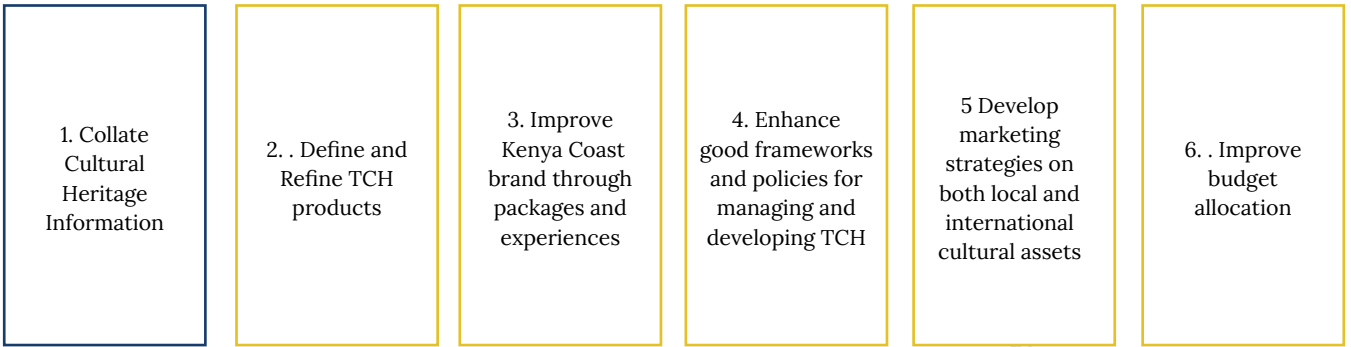 1. Collate
Cultural
Heritage
Information
2. . Define and
Refine TCH
products
3. Improve
Kenya Coast
brand through
packages and
experiences
4. Enhance
good frameworks
and policies for
managing and
developing TCH
5 Develop
marketing
strategies on
both local and
international
cultural assets
6. . Improve
budget
allocation